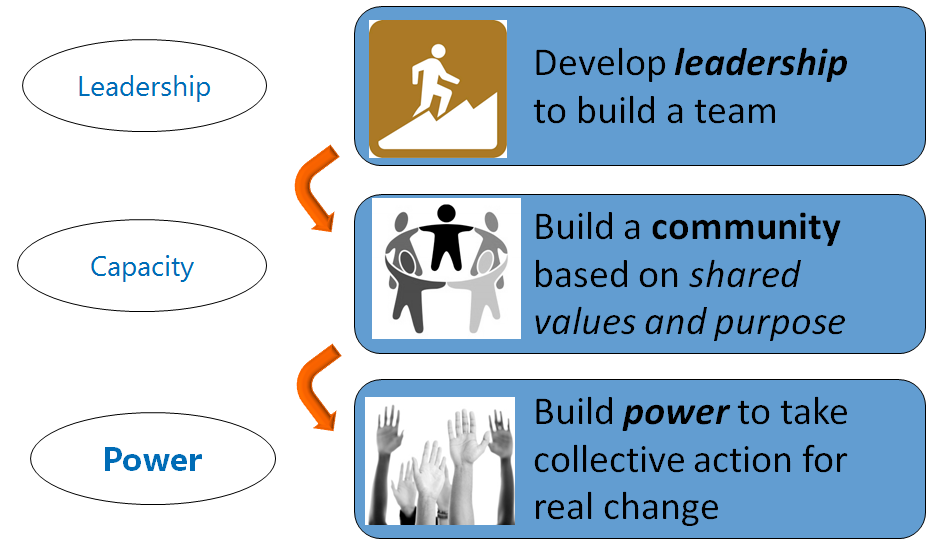 Leadership
Develop leadership
to build a team
Capacity
Build a community
based on shared
values and purpose
Power
Build power to take
collective action for
real change